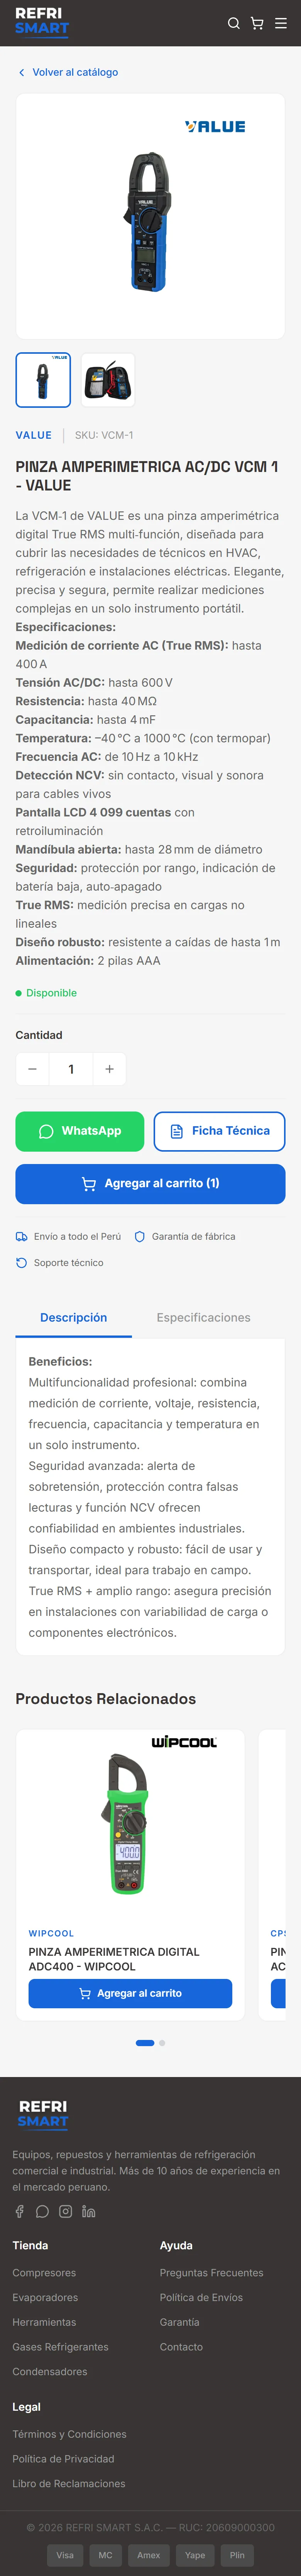 REFRI
SMART
Volver al catálogo
VALUE
VALUE
VALUE
SKU: VCM-1
PINZA AMPERIMETRICA AC/DC VCM 1
- VALUE
La VCM‑1 de VALUE es una pinza amperimétrica
digital True RMS multi‑función, diseñada para
cubrir las necesidades de técnicos en HVAC,
refrigeración e instalaciones eléctricas. Elegante,
precisa y segura, permite realizar mediciones
complejas en un solo instrumento portátil.
Especificaciones:
Medición de corriente AC (True RMS): hasta
400 A
Tensión AC/DC: hasta 600 V
Resistencia: hasta 40 MΩ
Capacitancia: hasta 4 mF
Temperatura: –40 °C a 1000 °C (con termopar)
Frecuencia AC: de 10 Hz a 10 kHz
Detección NCV: sin contacto, visual y sonora
para cables vivos
Pantalla LCD 4 099 cuentas con
retroiluminación
Mandíbula abierta: hasta 28 mm de diámetro
Seguridad: protección por rango, indicación de
batería baja, auto‑apagado
True RMS: medición precisa en cargas no
lineales
Diseño robusto: resistente a caídas de hasta 1 m
Alimentación: 2 pilas AAA
Disponible
Cantidad
1
WhatsApp
Ficha Técnica
Agregar al carrito (1)
Envío a todo el Perú
Garantía de fábrica
Soporte técnico
Descripción
Especificaciones
Beneficios:
Multifuncionalidad profesional: combina
medición de corriente, voltaje, resistencia,
frecuencia, capacitancia y temperatura en
un solo instrumento.
Seguridad avanzada: alerta de
sobretensión, protección contra falsas
lecturas y función NCV ofrecen
confiabilidad en ambientes industriales.
Diseño compacto y robusto: fácil de usar y
transportar, ideal para trabajo en campo.
True RMS + amplio rango: asegura precisión
en instalaciones con variabilidad de carga o
componentes electrónicos.
Productos Relacionados
WIPCOOL
400.0
WIPCOOL
PINZA AMPERIMETRICA DIGITAL
ADC400 - WIPCOOL
Agregar al carrito
CPS
PIN
AC
REFRI
SMART
Equipos, repuestos y herramientas de refrigeración
comercial e industrial. Más de 10 años de experiencia en
el mercado peruano.
Tienda
Compresores
Evaporadores
Herramientas
Gases Refrigerantes
Condensadores
Ayuda
Preguntas Frecuentes
Política de Envíos
Garantía
Contacto
Legal
Términos y Condiciones
Política de Privacidad
Libro de Reclamaciones
© 2026 REFRI SMART S.A.C. — RUC: 20609000300
Visa
MC
Amex
Yape
Plin